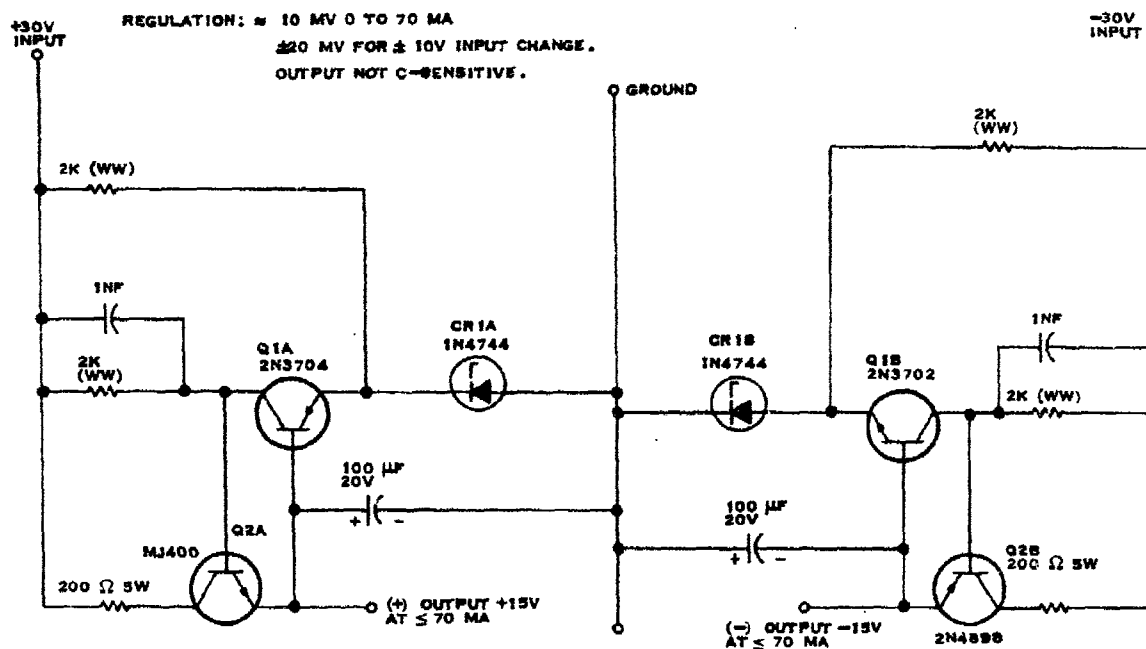 +30V
INPUT
REGULATION: ≈ 10 MV 0 TO 70 MA
±20 MV FOR ± 10V INPUT CHANGE.
OUTPUT NOT C-SENSITIVE.
-30V
INPUT
GROUND
2K
(WW)
2K (WW)
1NF
CR1A
1N4744
CR1B
1N4744
1NF
Q1A
2N3704
Q1B
2N3702
2K
(WW)
2K (WW)
100 µF
20V
+ -
100 µF
20V
+ -
Q2A
MJ400
Q2B
200 Ω 5W
200 Ω 5W
(+) OUTPUT +15V
AT ≤ 70 MA
(-) OUTPUT -15V
AT ≤ 70 MA
2N4898